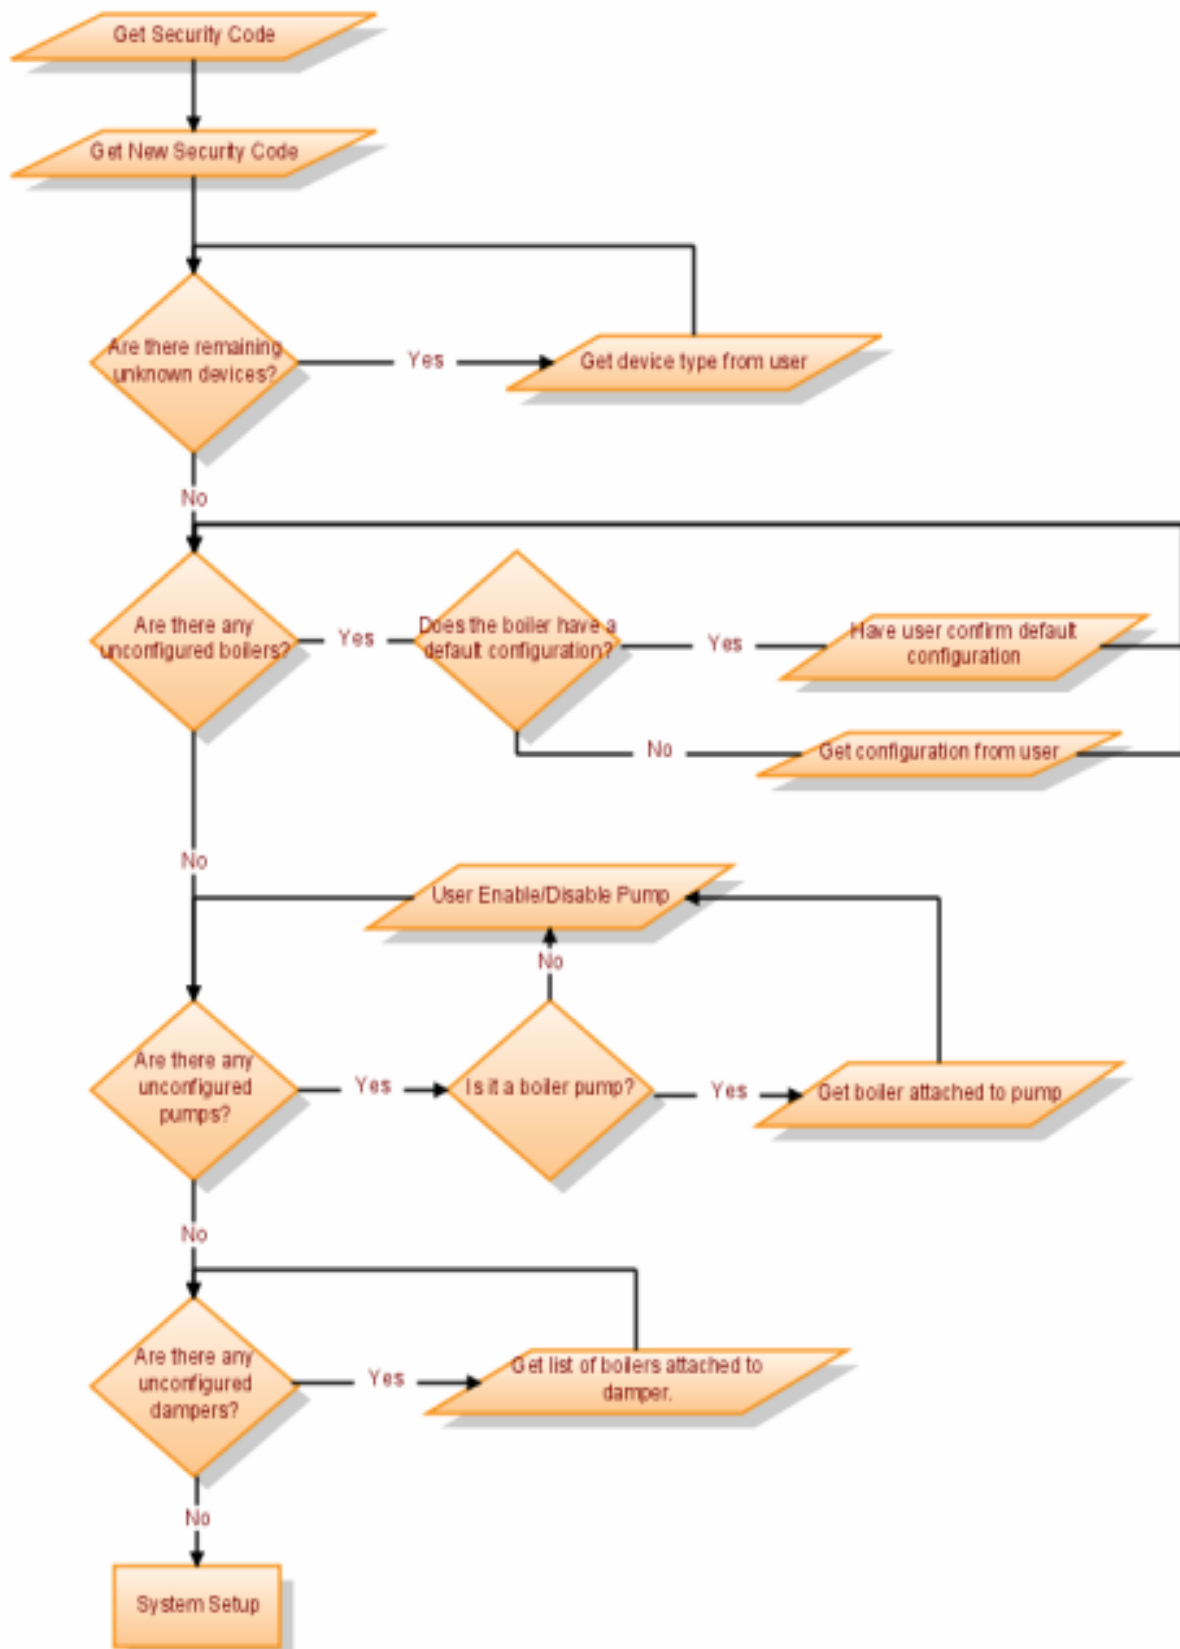 Get Security Code
Get New Security Code
Are there remaining
unknown devices?
Yes
Get device type from user
No
Are there any
unconfigured boilers?
Yes
Does the boiler have a
default configuration?
Yes
Have user confirm default
configuration
No
Get configuration from user
No
User Enable/Disable Pump
No
Are there any
unconfigured
pumps?
Yes
Is it a boiler pump?
Yes
Get boiler attached to pump
No
Are there any
unconfigured
dampers?
Yes
Get list of boilers attached to
damper.
No
System Setup